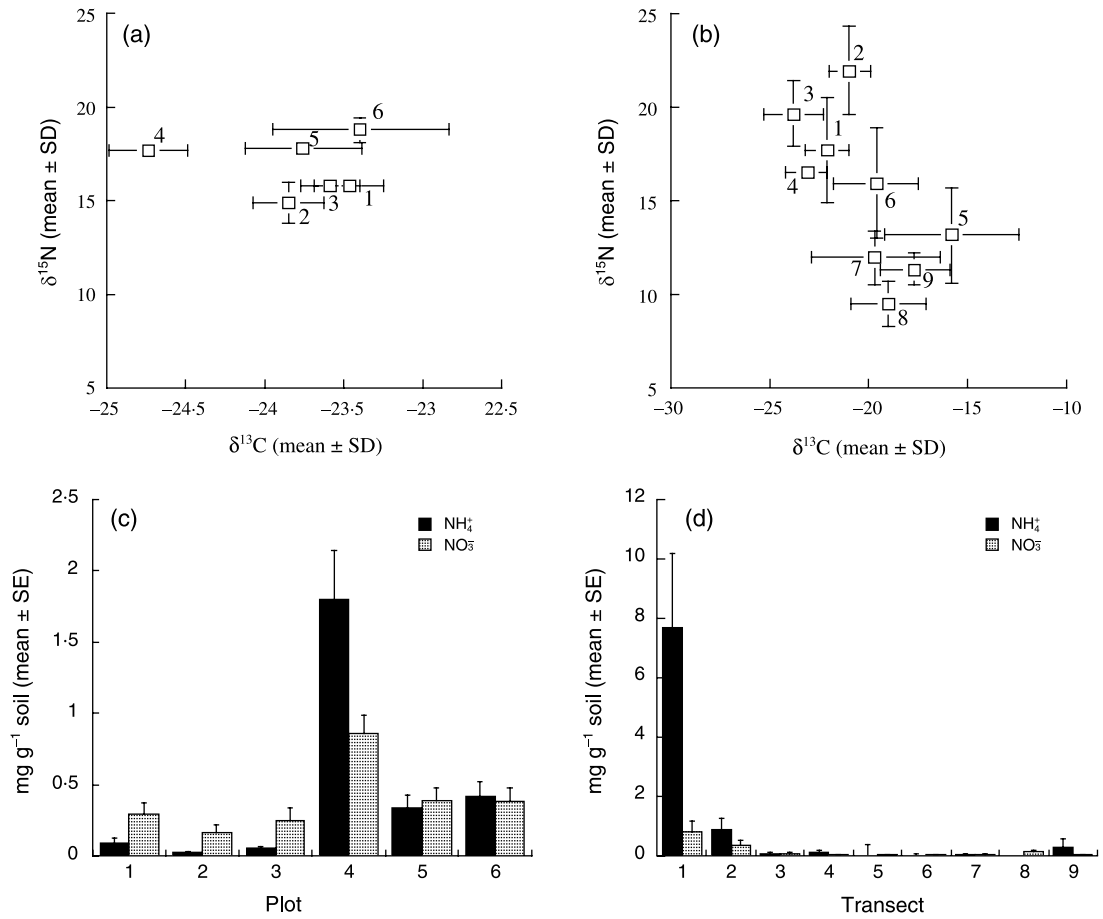 (a)
25
20
15
10
5
δ¹⁵N (mean ± SD)
4
5
6
3
1
2
–25
–24·5
–24
–23·5
–23
22·5
δ¹³C (mean ± SD)
(b)
25
20
15
10
5
δ¹⁵N (mean ± SD)
2
3
1
4
6
5
7
9
8
–30
–25
–20
–15
–10
δ¹³C (mean ± SD)
(c)
2·5
2
1·5
1
0·5
0
mg g⁻¹ soil (mean ± SE)
NH₄⁺
NO₃⁻
1 2 3 4 5 6
Plot
(d)
12
10
8
6
4
2
0
mg g⁻¹ soil (mean ± SE)
NH₄⁺
NO₃⁻
1 2 3 4 5 6 7 8 9
Transect